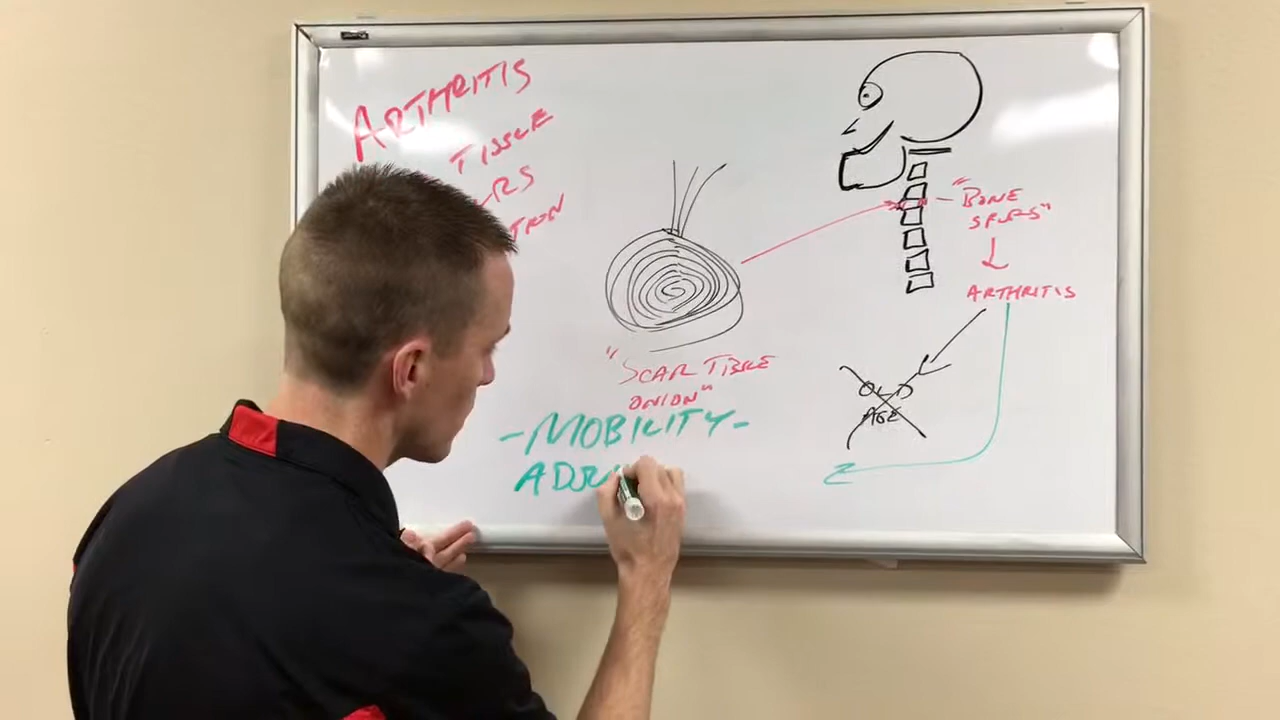 ARTHRITIS
TISSUE
"BONE
SPURS"
ARTHRITIS
"SCAR TISSUE
ONION"
OLD
AGE
- MOBILITY -